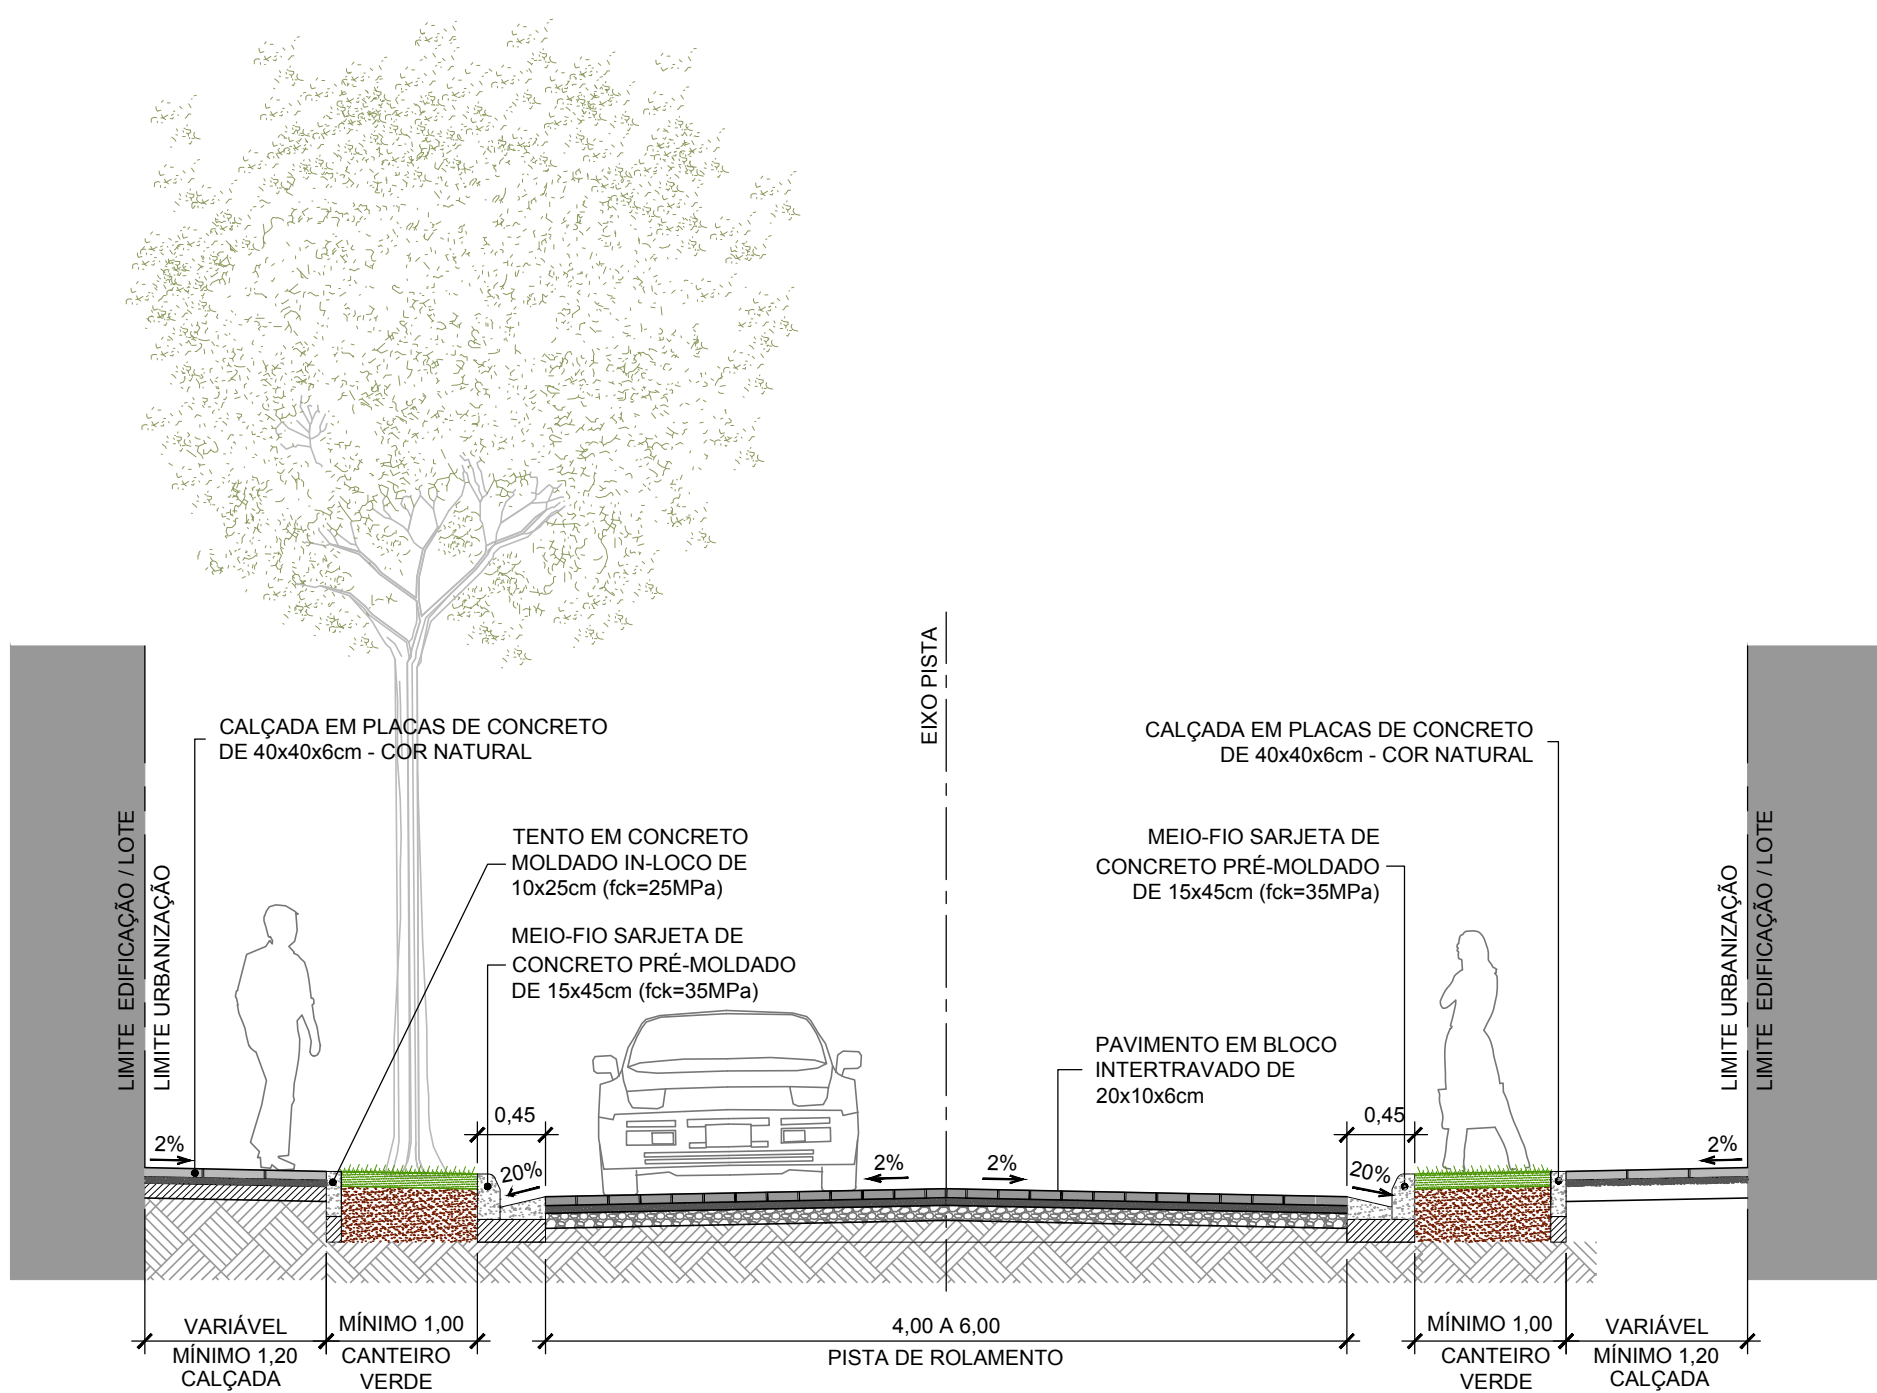 EIXO PISTA
CALÇADA EM PLACAS DE CONCRETO
DE 40x40x6cm - COR NATURAL
CALÇADA EM PLACAS DE CONCRETO
DE 40x40x6cm - COR NATURAL
TENTO EM CONCRETO
MOLDADO IN-LOCO DE
10x25cm (fck=25MPa)
MEIO-FIO SARJETA DE
CONCRETO PRÉ-MOLDADO
DE 15x45cm (fck=35MPa)
MEIO-FIO SARJETA DE
CONCRETO PRÉ-MOLDADO
DE 15x45cm (fck=35MPa)
LIMITE EDIFICAÇÃO / LOTE
LIMITE URBANIZAÇÃO
LIMITE URBANIZAÇÃO
LIMITE EDIFICAÇÃO / LOTE
PAVIMENTO EM BLOCO
INTERTRAVADO DE
20x10x6cm
0,45
0,45
2%
20%
2%
2%
20%
2%
VARIÁVEL
MÍNIMO 1,20
CALÇADA
MÍNIMO 1,00
CANTEIRO
VERDE
4,00 A 6,00
PISTA DE ROLAMENTO
MÍNIMO 1,00
CANTEIRO
VERDE
VARIÁVEL
MÍNIMO 1,20
CALÇADA